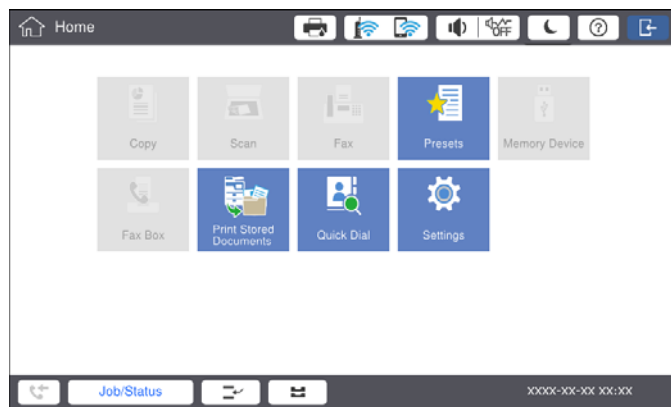 Home
OFF
?
Copy
Scan
Fax
Presets
Memory Device
Fax Box
Print Stored
Documents
Quick Dial
Settings
Job/Status
XXXX-XX-XX XX:XX